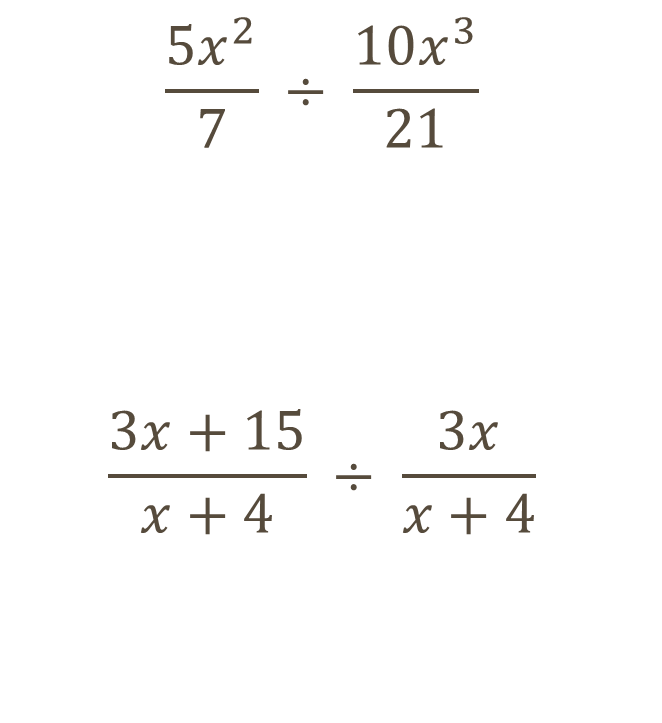 5x² ÷ 10x³
7 21
3x + 15 ÷ 3x
x + 4 x + 4